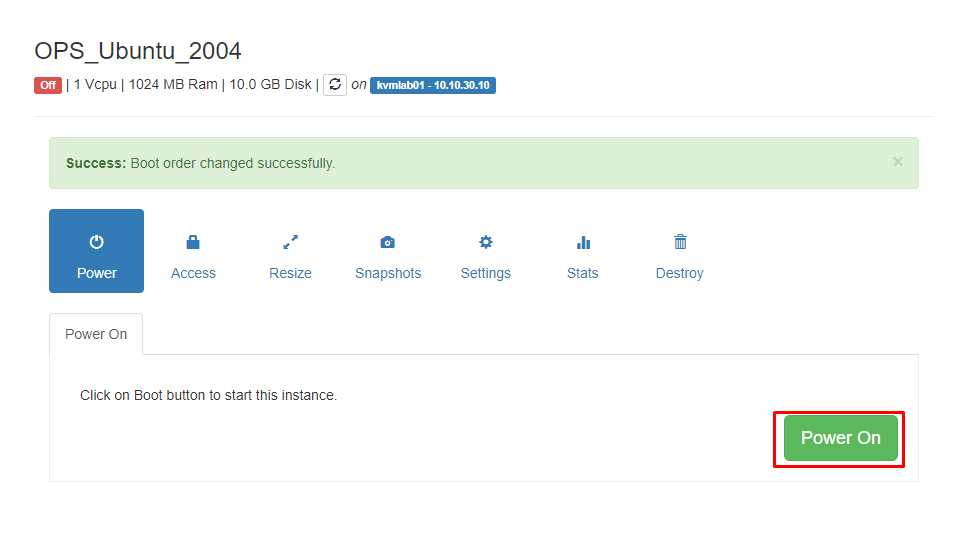 OPS_Ubuntu_2004
Off | 1 Vcpu | 1024 MB Ram | 10.0 GB Disk | on kvmlab01 - 10.10.30.10
Success: Boot order changed successfully. ×
Power Access Resize Snapshots Settings Stats Destroy
Power On
Click on Boot button to start this instance.
Power On